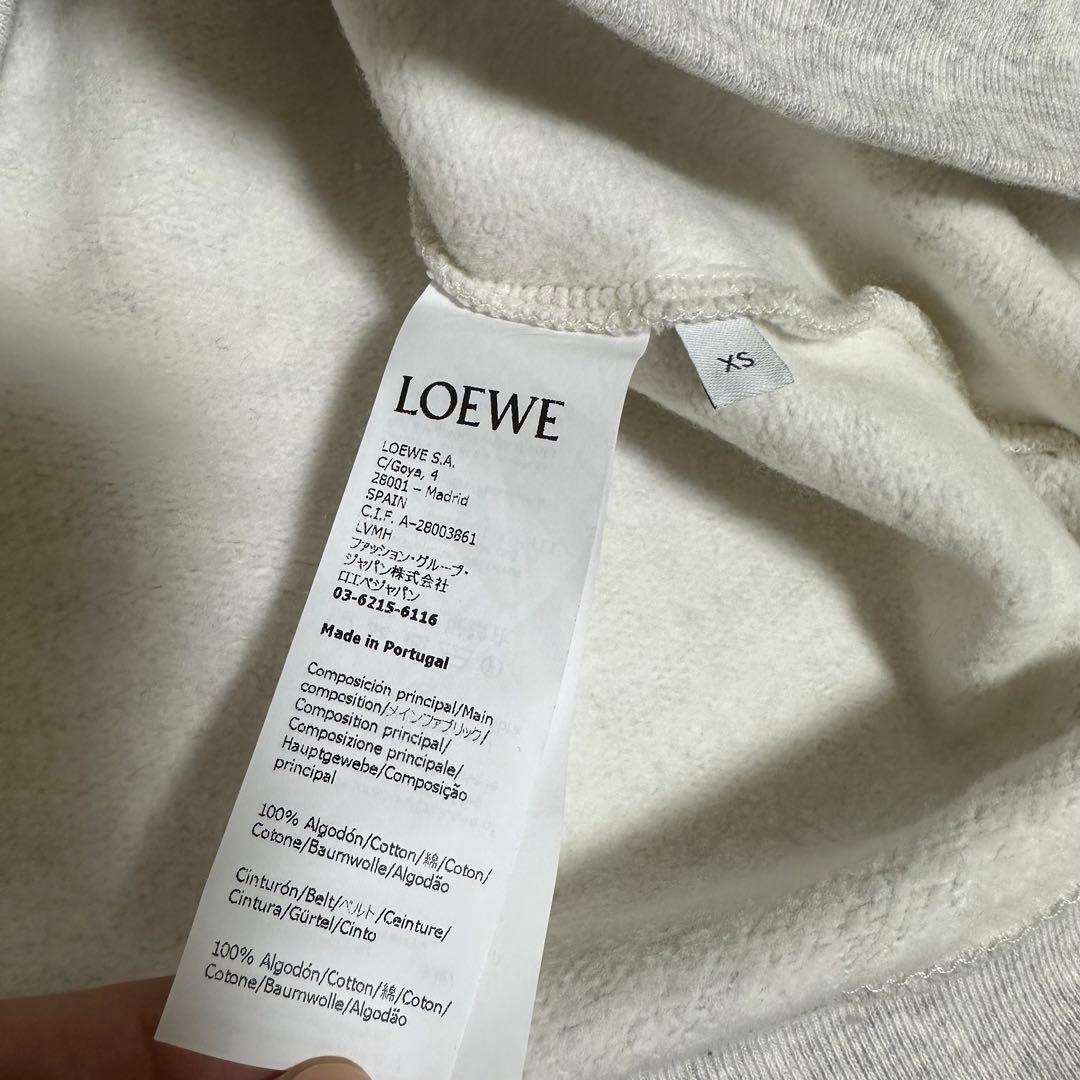 LOEWE
LOEWE S.A.
C/Goya, 4
28001 - Madrid
SPAIN
C.I.F. A-28003861
LVMH
ファッション・グループ・
ジャパン株式会社
ロエベジャパン
03-6215-6116
Made in Portugal
Composición principal/Main
composition/メインファブリック/
Composition principal/
Composizione principale/
Hauptgewebe/Composição
principal
100% Algodón/Cotton/綿/Coton/
Cotone/Baumwolle/Algodão
Cinturón/Belt/ベルト/Ceinture/
Cintura/Gürtel/Cinto
100% Algodón/Cotton/綿/Coton/
Cotone/Baumwolle/Algodão
XS